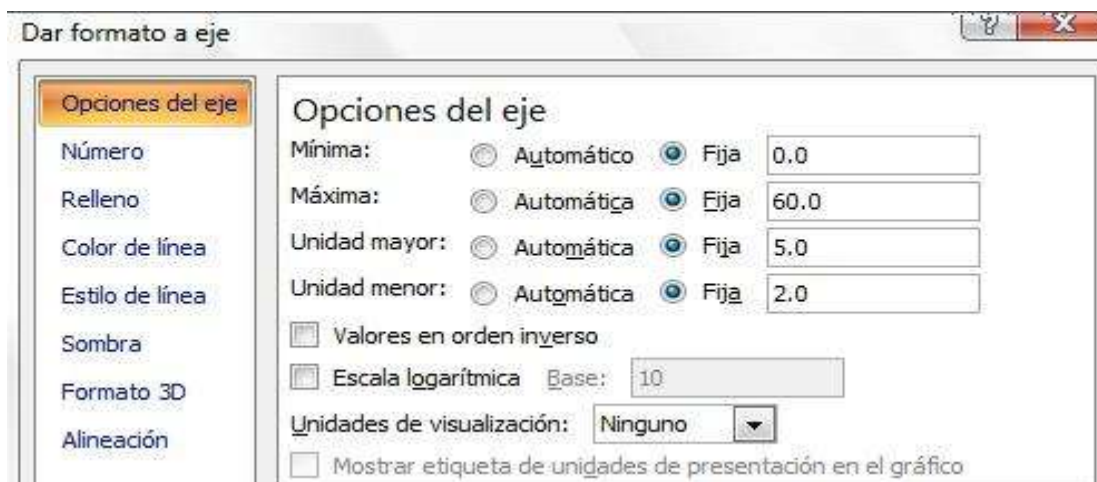 Dar formato a eje
?
X
Opciones del eje
Número
Relleno
Color de línea
Estilo de línea
Sombra
Formato 3D
Alineación
Opciones del eje
Mínima: Automático Fija 0.0
Máxima: Automática Fija 60.0
Unidad mayor: Automática Fija 5.0
Unidad menor: Automática Fija 2.0
Valores en orden inverso
Escala logarítmica Base: 10
Unidades de visualización: Ninguno
Mostrar etiqueta de unidades de presentación en el gráfico